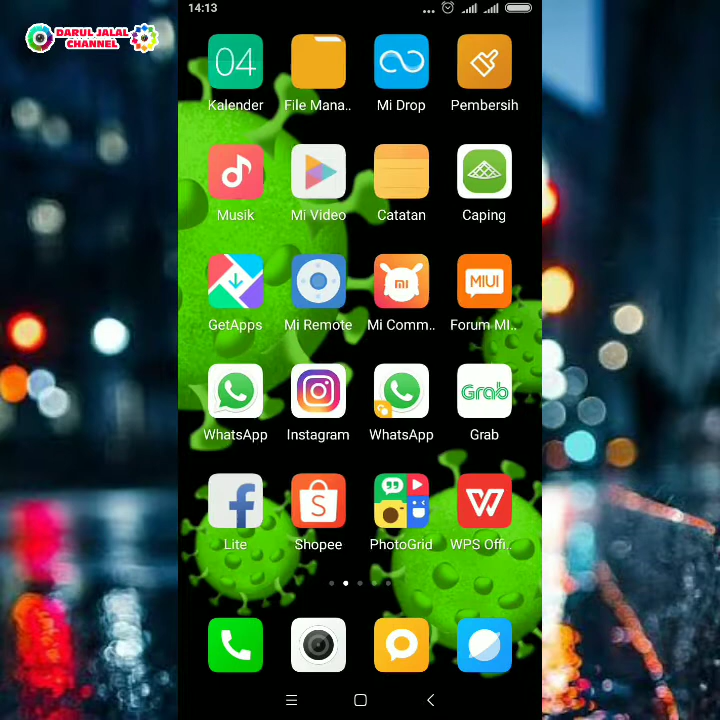 DARUL JALAL
CHANNEL
14:13
04
Kalender
File Mana..
Mi Drop
Pembersih
Musik
Mi Video
Catatan
Caping
mi
MIUI
GetApps
Mi Remote
Mi Comm..
Forum MI..
Grab
WhatsApp
Instagram
WhatsApp
Grab
Lite
Shopee
PhotoGrid
WPS Offi..